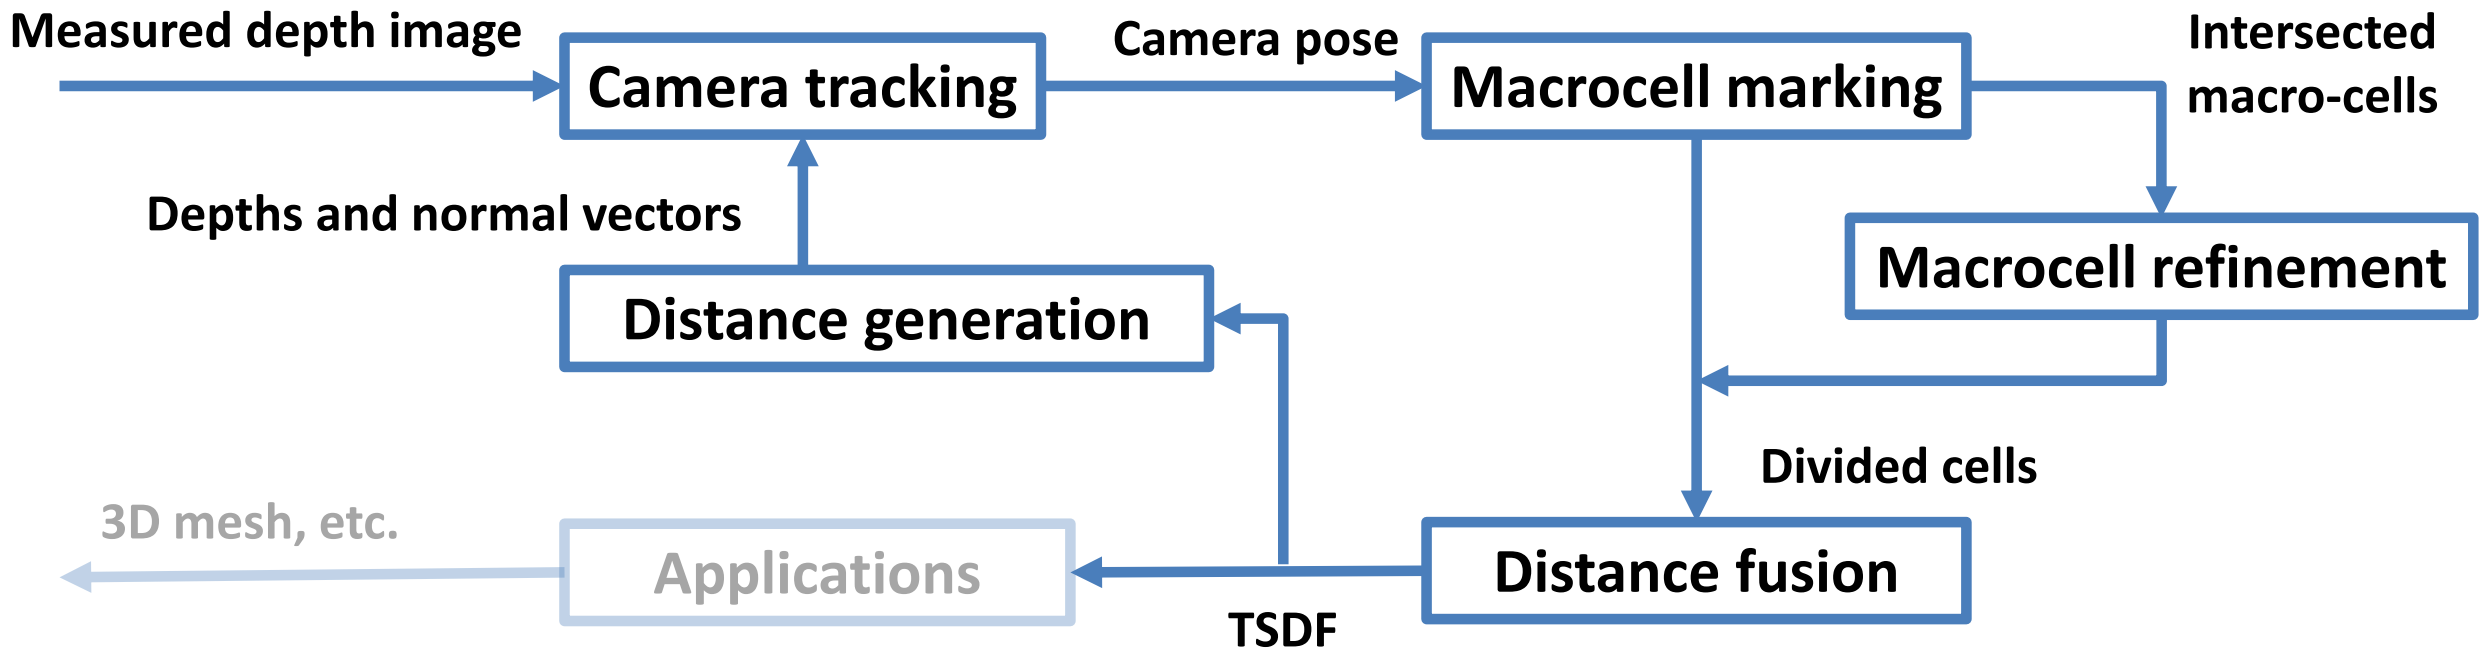 Measured depth image
Camera tracking
Camera pose
Macrocell marking
Intersected
macro-cells
Depths and normal vectors
Macrocell refinement
Distance generation
Divided cells
3D mesh, etc.
Applications
Distance fusion
TSDF